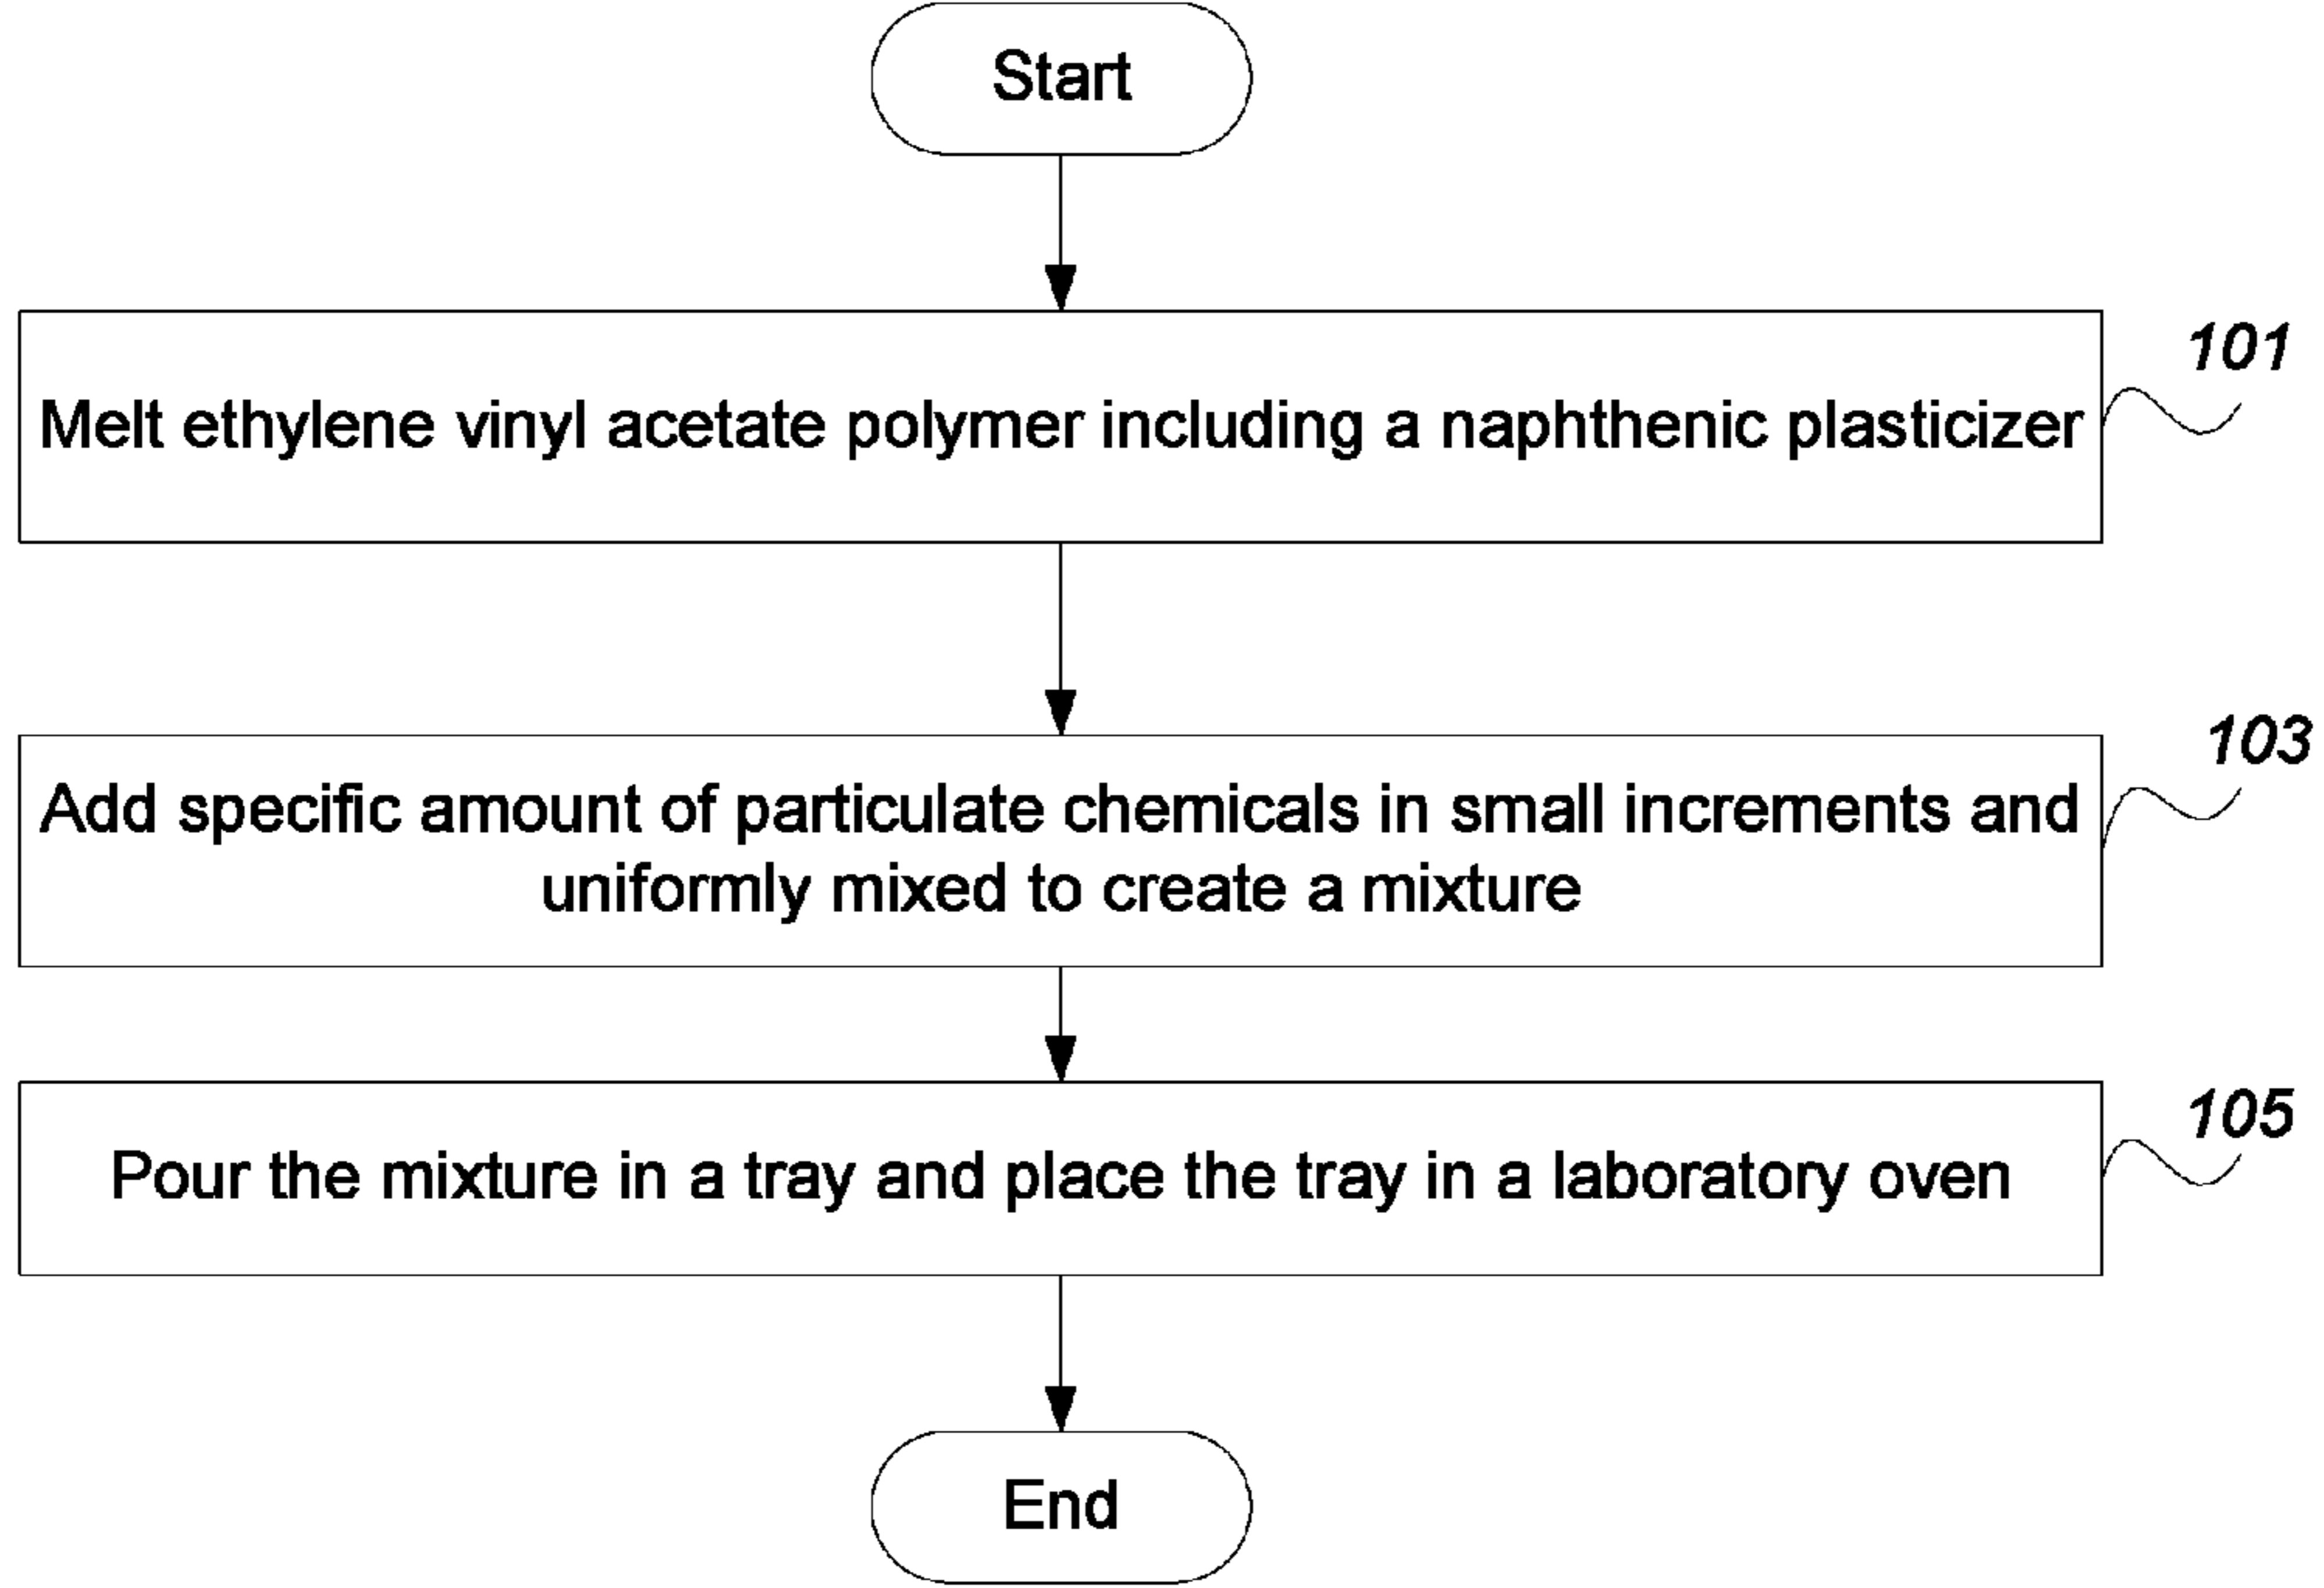 Start
Melt ethylene vinyl acetate polymer including a naphthenic plasticizer
101
Add specific amount of particulate chemicals in small increments and
uniformly mixed to create a mixture
103
Pour the mixture in a tray and place the tray in a laboratory oven
105
End